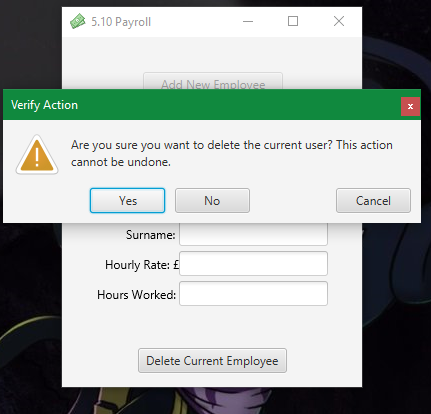 5.10 Payroll
Add New Employee
Verify Action
x
Are you sure you want to delete the current user? This action
cannot be undone.
Yes
No
Cancel
Surname:
Hourly Rate: £
Hours Worked:
Delete Current Employee